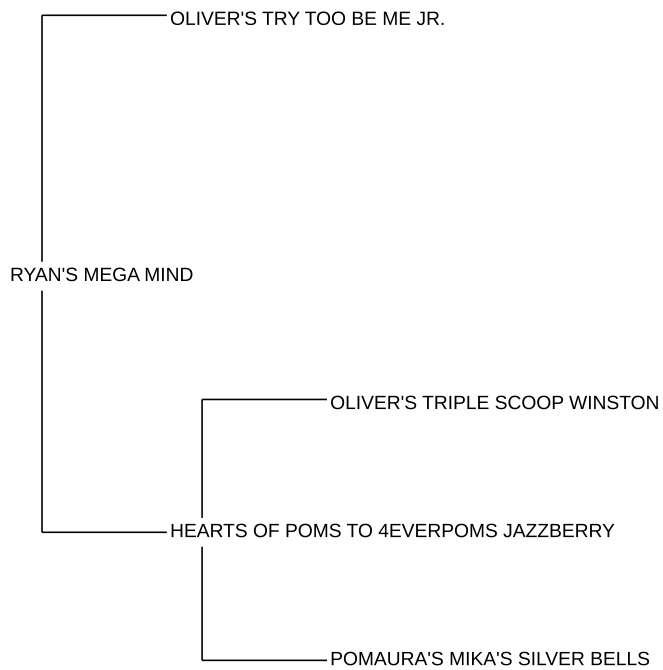 OLIVER'S TRY TOO BE ME JR.
RYAN'S MEGA MIND
OLIVER'S TRIPLE SCOOP WINSTON
HEARTS OF POMS TO 4EVERPOMS JAZZBERRY
POMAURA'S MIKA'S SILVER BELLS